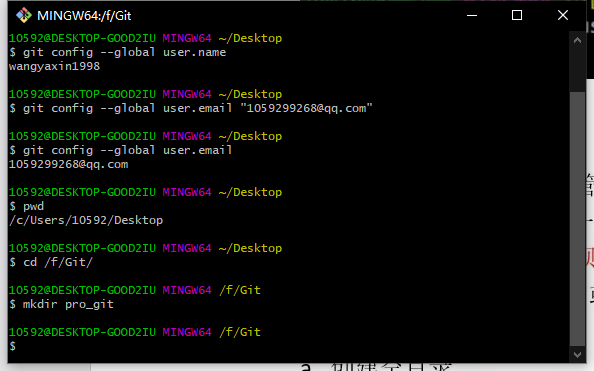 MINGW64:/f/Git
10592@DESKTOP-GOOD2IU MINGW64 ~/Desktop
$ git config --global user.name
wangyaxin1998
10592@DESKTOP-GOOD2IU MINGW64 ~/Desktop
$ git config --global user.email "1059299268@qq.com"
10592@DESKTOP-GOOD2IU MINGW64 ~/Desktop
$ git config --global user.email
1059299268@qq.com
10592@DESKTOP-GOOD2IU MINGW64 ~/Desktop
$ pwd
/c/Users/10592/Desktop
10592@DESKTOP-GOOD2IU MINGW64 ~/Desktop
$ cd /f/Git/
10592@DESKTOP-GOOD2IU MINGW64 /f/Git
$ mkdir pro_git
10592@DESKTOP-GOOD2IU MINGW64 /f/Git
$